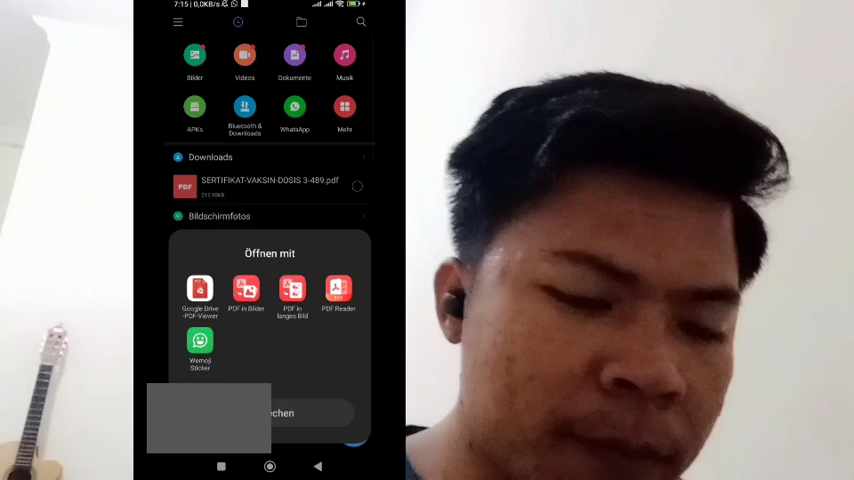 7:15 | 0,0KB/s
Bilder
Videos
Dokumente
Musik
APKs
Bluetooth &
Downloads
WhatsApp
Mehr
Downloads
PDF
SERTIFIKAT-VAKSIN-DOSIS 3-489.pdf
Bildschirmfotos
Öffnen mit
Google Drive
-PDF-Viewer
PDF in Bilder
PDF in
langes Bild
PDF Reader
Wemoji
Sticker
echen